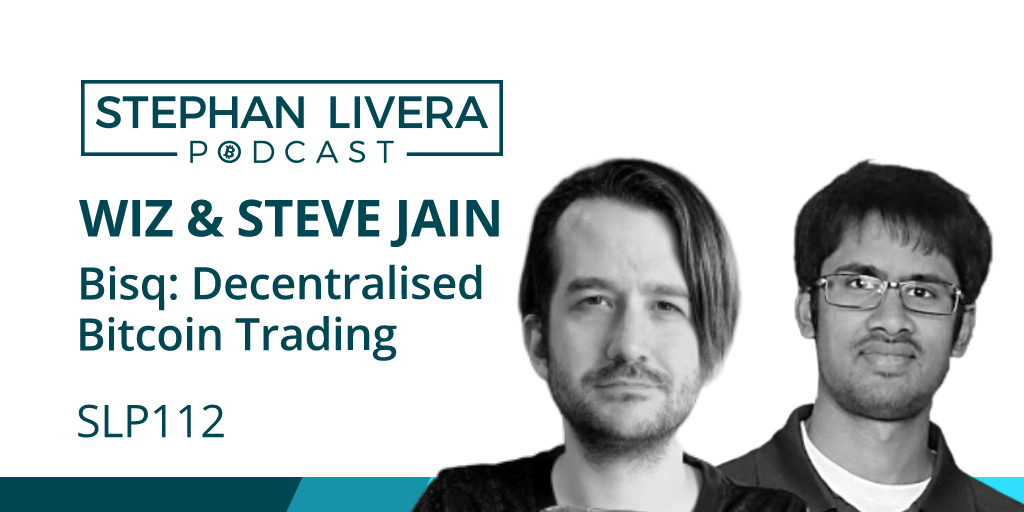 STEPHAN LIVERA
PODCAST
WIZ & STEVE JAIN
Bisq: Decentralised
Bitcoin Trading
SLP112